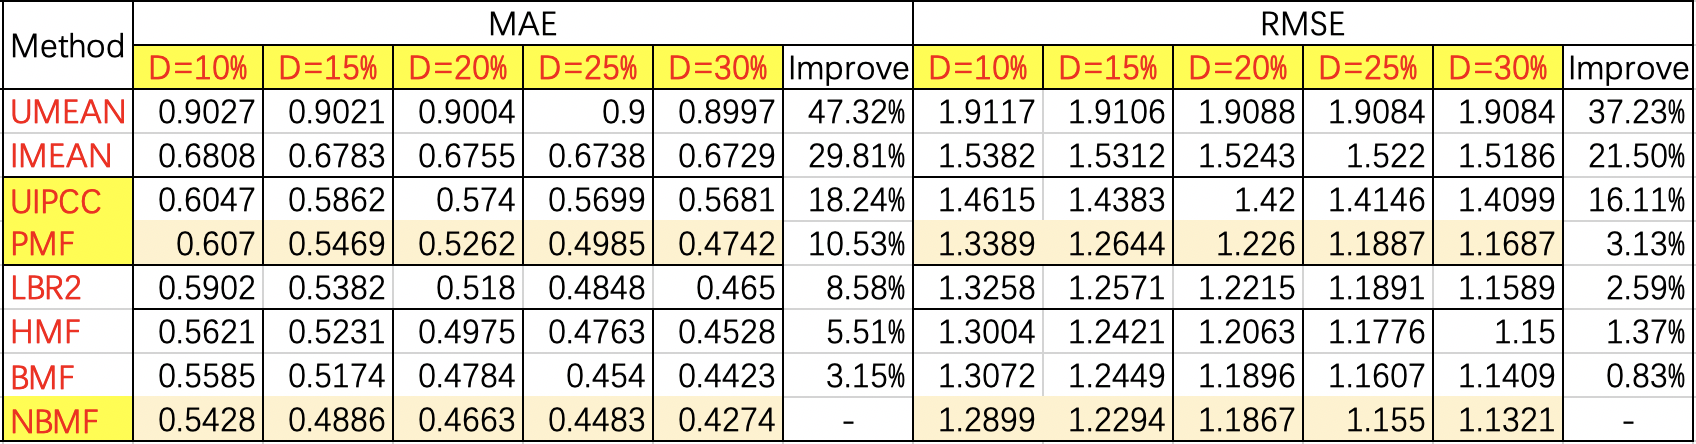 Method MAE RMSE
D=10% D=15% D=20% D=25% D=30% Improve D=10% D=15% D=20% D=25% D=30% Improve
UMEAN 0.9027 0.9021 0.9004 0.9 0.8997 47.32% 1.9117 1.9106 1.9088 1.9084 1.9084 37.23%
IMEAN 0.6808 0.6783 0.6755 0.6738 0.6729 29.81% 1.5382 1.5312 1.5243 1.522 1.5186 21.50%
UIPCC 0.6047 0.5862 0.574 0.5699 0.5681 18.24% 1.4615 1.4383 1.42 1.4146 1.4099 16.11%
PMF 0.607 0.5469 0.5262 0.4985 0.4742 10.53% 1.3389 1.2644 1.226 1.1887 1.1687 3.13%
LBR2 0.5902 0.5382 0.518 0.4848 0.465 8.58% 1.3258 1.2571 1.2215 1.1891 1.1589 2.59%
HMF 0.5621 0.5231 0.4975 0.4763 0.4528 5.51% 1.3004 1.2421 1.2063 1.1776 1.15 1.37%
BMF 0.5585 0.5174 0.4784 0.454 0.4423 3.15% 1.3072 1.2449 1.1896 1.1607 1.1409 0.83%
NBMF 0.5428 0.4886 0.4663 0.4483 0.4274 - 1.2899 1.2294 1.1867 1.155 1.1321 -